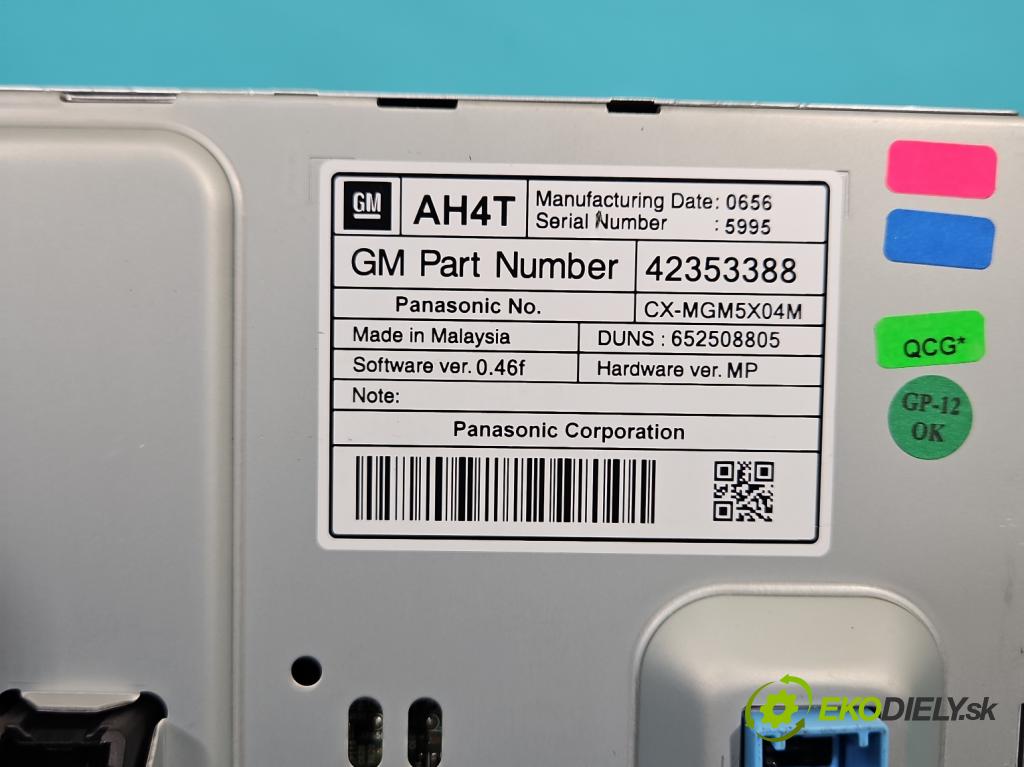 GM AH4T Manufacturing Date: 0656
Serial Number : 5995
GM Part Number 42353388
Panasonic No. CX-MGM5X04M
Made in Malaysia DUNS : 652508805
Software ver. 0.46f Hardware ver. MP
Note:
Panasonic Corporation
QCG*
GP-12
OK
EKODIELY.sk